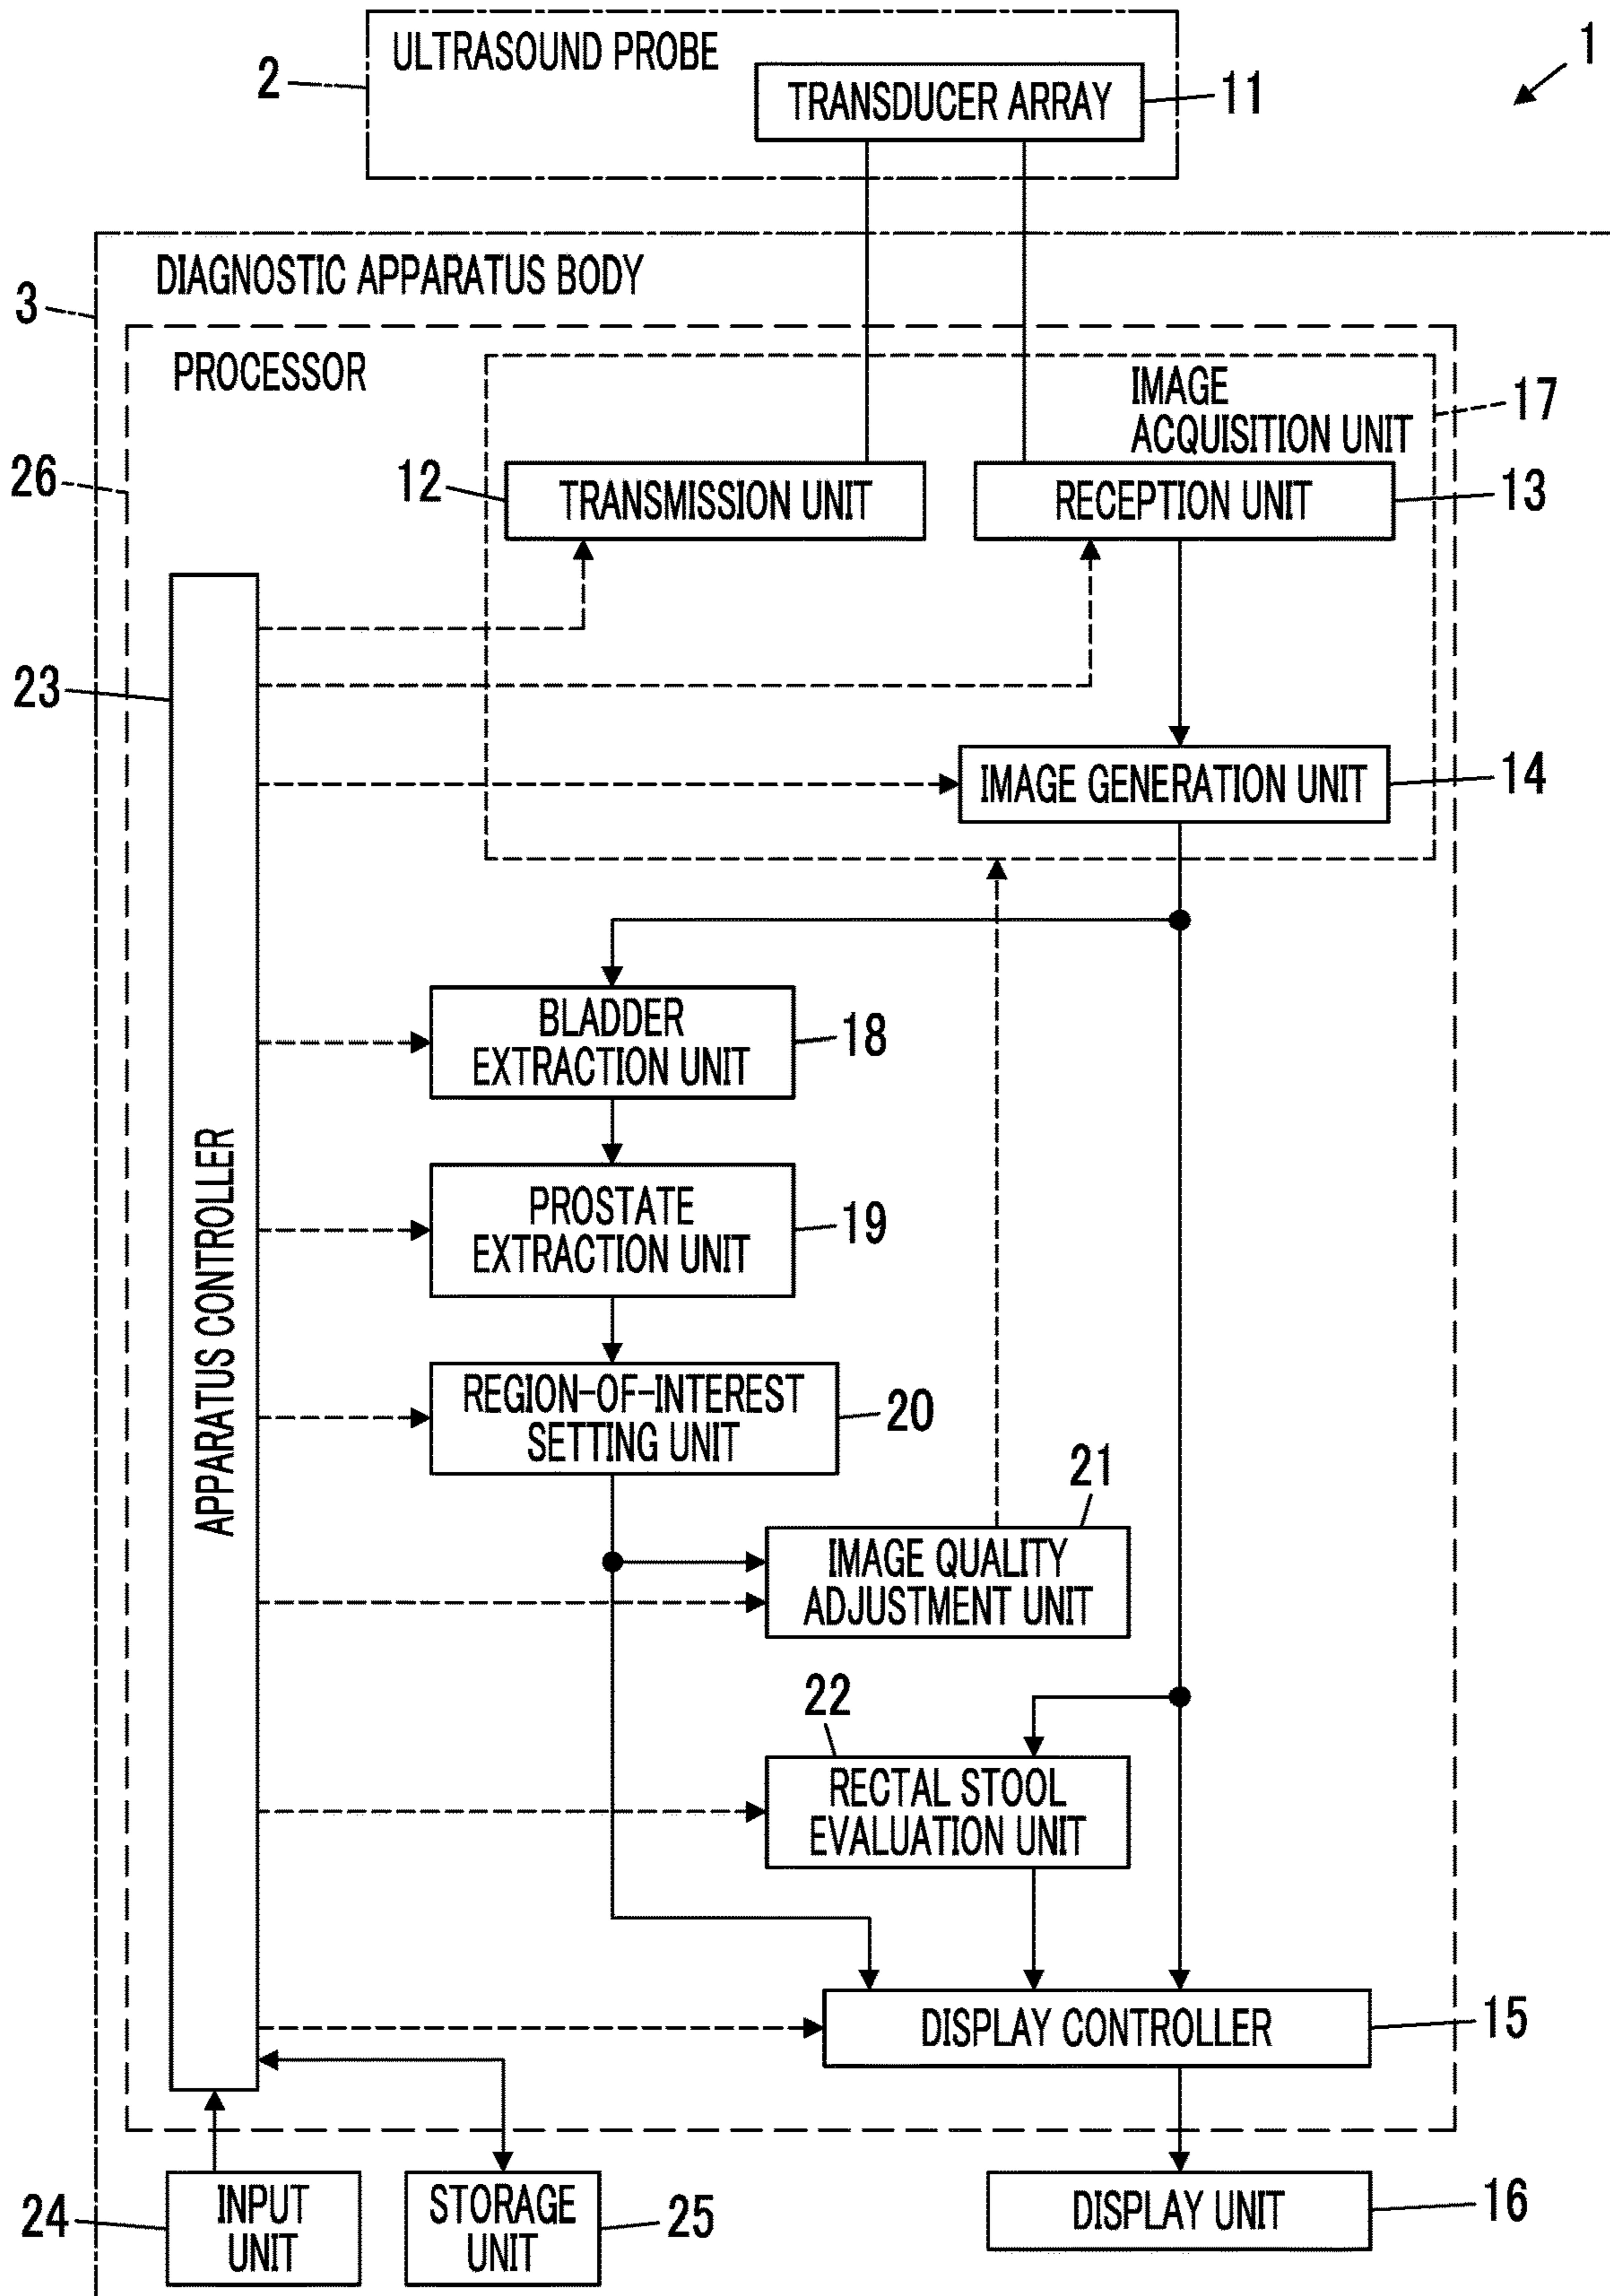 1
ULTRASOUND PROBE
2
TRANSDUCER ARRAY
11
DIAGNOSTIC APPARATUS BODY
3
PROCESSOR
IMAGE
ACQUISITION UNIT
17
26
12
TRANSMISSION UNIT
RECEPTION UNIT
13
23
IMAGE GENERATION UNIT
14
BLADDER
EXTRACTION UNIT
18
APPARATUS CONTROLLER
PROSTATE
EXTRACTION UNIT
19
REGION-OF-INTEREST
SETTING UNIT
20
21
IMAGE QUALITY
ADJUSTMENT UNIT
22
RECTAL STOOL
EVALUATION UNIT
DISPLAY CONTROLLER
15
24
INPUT
UNIT
STORAGE
UNIT
25
DISPLAY UNIT
16